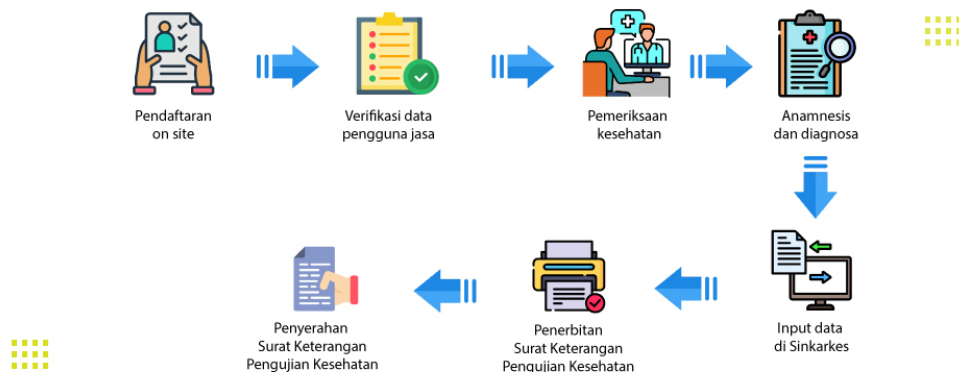 Pendaftaran
on site
Verifikasi data
pengguna jasa
Pemeriksaan
kesehatan
Anamnesis
dan diagnosa
Input data
di Sinkarkes
Penerbitan
Surat Keterangan
Pengujian Kesehatan
Penyerahan
Surat Keterangan
Pengujian Kesehatan